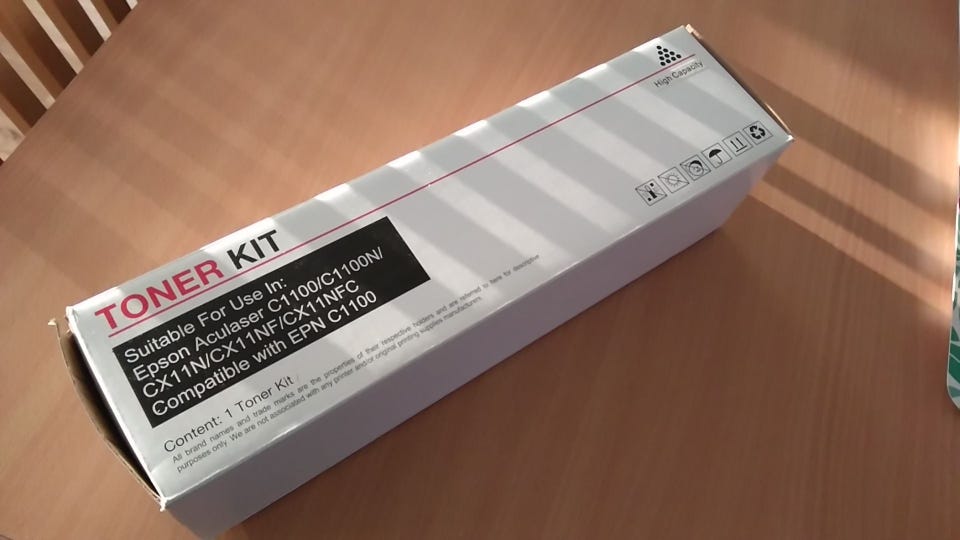 TONER KIT
Suitable For Use In:
Epson Aculaser C1100/C1100N/
CX11N/CX11NF/CX11NFC
Compatible with EPN C1100
Content: 1 Toner Kit
All brand names and trade marks are the properties of their respective holders and are referred to here for descriptive
purposes only. We are not associated with any printer and/or original printing supplies manufacturers.
High Capacity